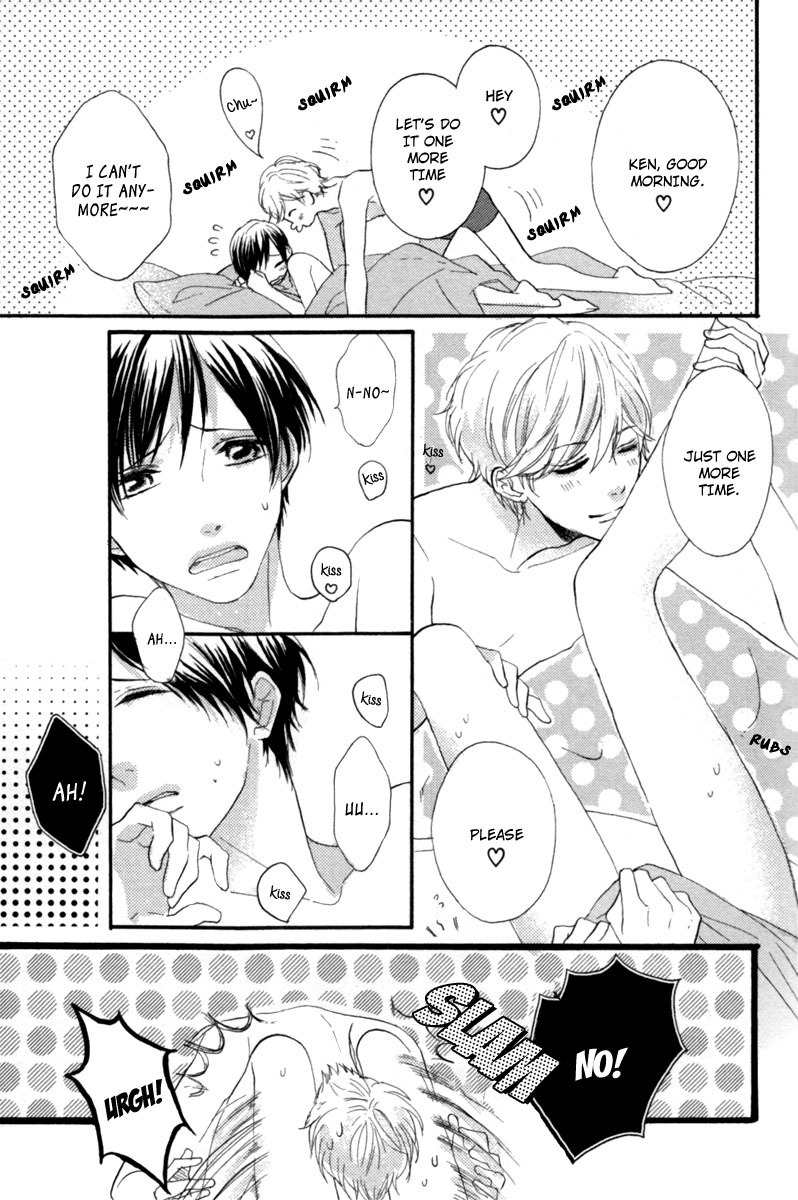 KEN, GOOD
MORNING.
♡
SQUIRM
SQUIRM
HEY
♡
LET'S DO
IT ONE
MORE
TIME
♡
SQUIRM
chu~
♡
SQUIRM
I CAN'T
DO IT ANY-
MORE~~~
SQUIRM
JUST ONE
MORE
TIME.
kiss
♡
RUBS
PLEASE
♡
N-NO~
kiss
kiss
♡
AH...
kiss
UU...
kiss
AH!
NO!
SLAM
URGH!